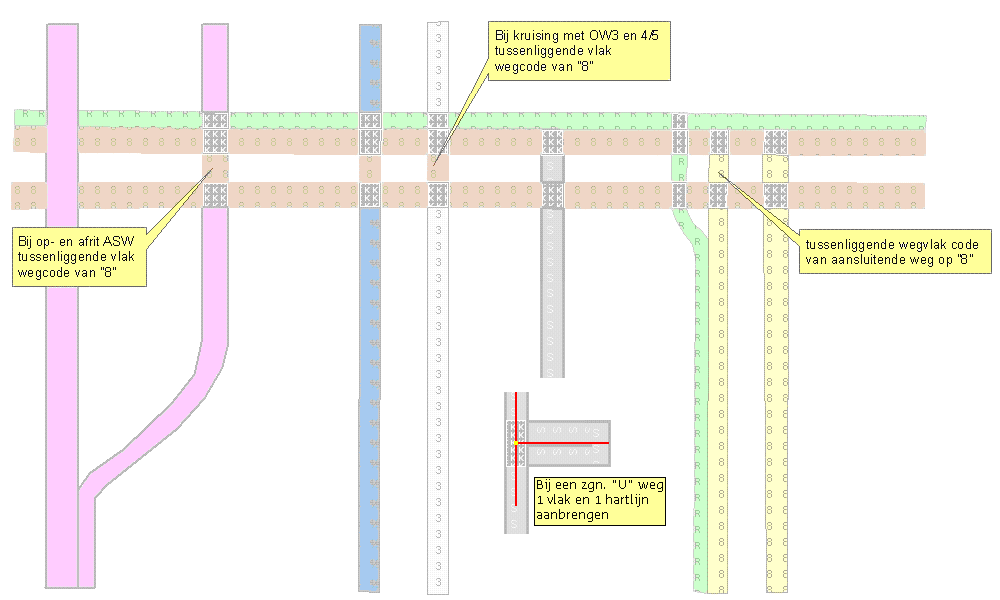 Bij kruising met OW3 en 4/5
tussenliggende vlak
wegcode van "8"
Bij op- en afrit ASW
tussenliggende vlak
wegcode van "8"
tussenliggende wegvlak code
van aansluitende weg op "8"
Bij een zgn. "U" weg
1 vlak en 1 hartlijn
aanbrengen